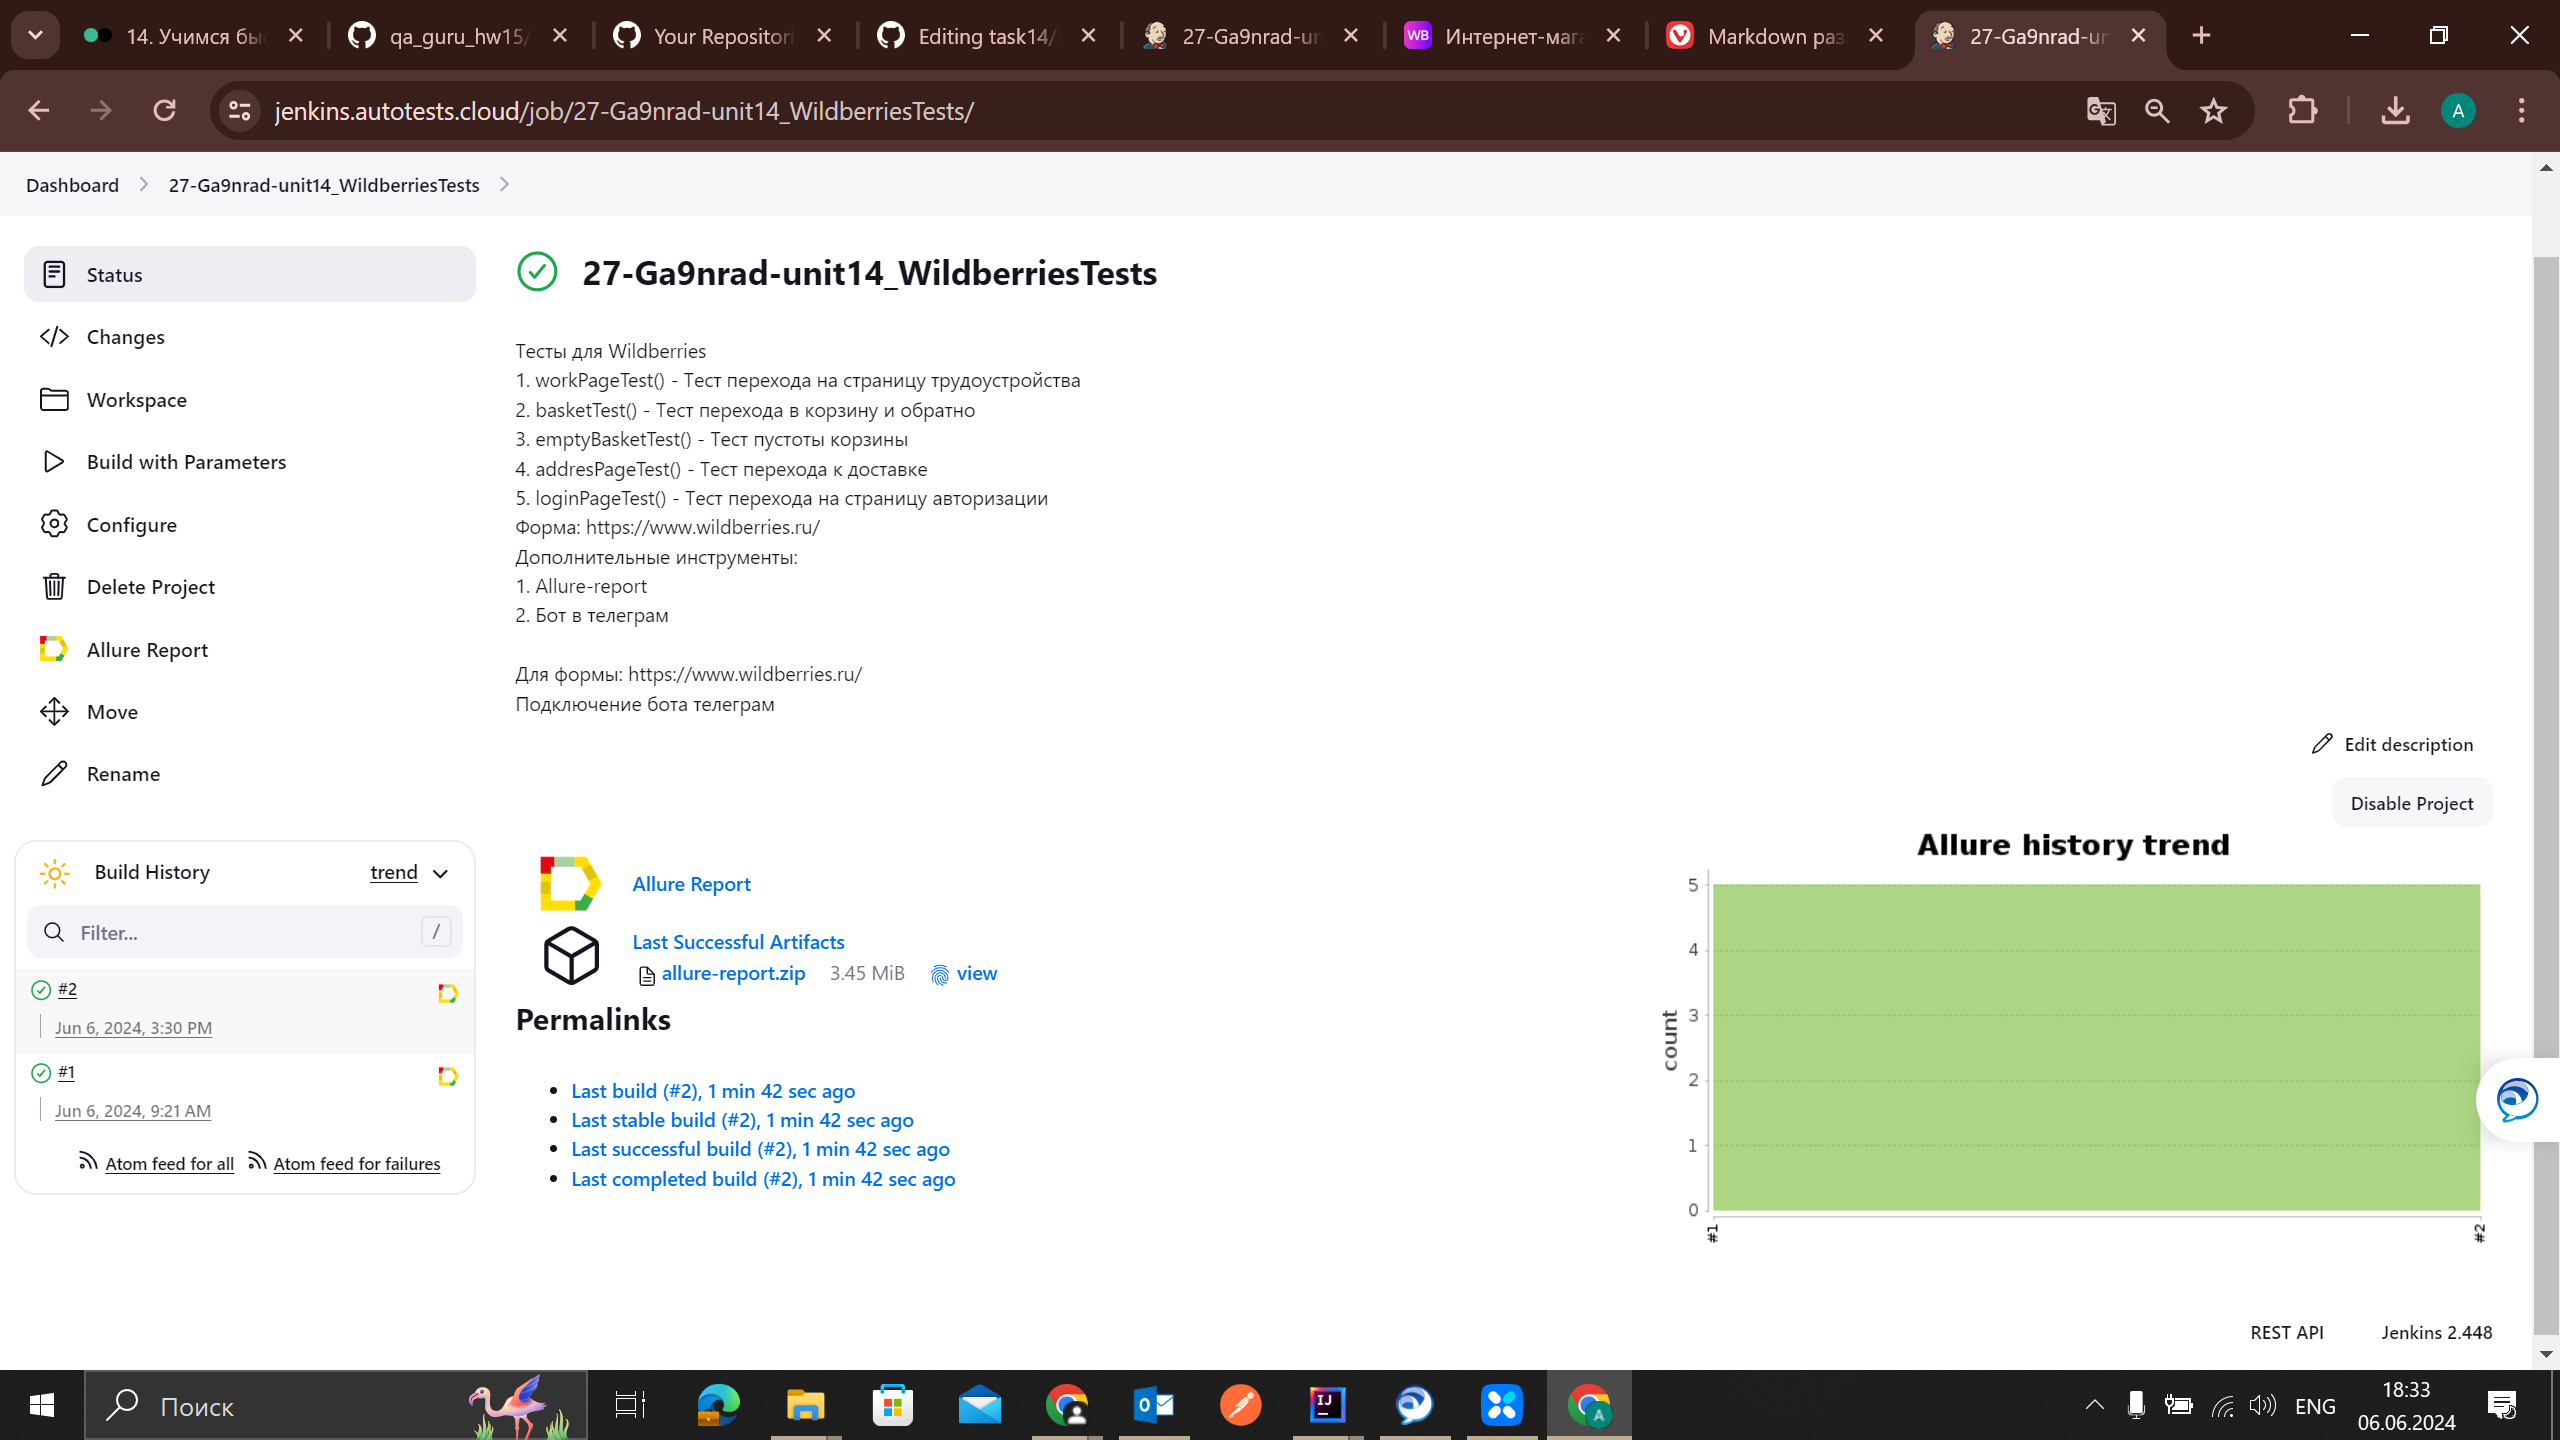 14. Учимся бы
qa_guru_hw15/
Your Repositori
Editing task14/
27-Ga9nrad-un
WB
Интернет-мага
Markdown раз
27-Ga9nrad-un
jenkins.autotests.cloud/job/27-Ga9nrad-unit14_WildberriesTests/
A
Dashboard
27-Ga9nrad-unit14_WildberriesTests
Status
Changes
Workspace
Build with Parameters
Configure
Delete Project
Allure Report
Move
Rename
Build History
trend
Filter...
/
#2
Jun 6, 2024, 3:30 PM
#1
Jun 6, 2024, 9:21 AM
Atom feed for all
Atom feed for failures
27-Ga9nrad-unit14_WildberriesTests
Тесты для Wildberries
1. workPageTest() - Тест перехода на страницу трудоустройства
2. basketTest() - Тест перехода в корзину и обратно
3. emptyBasketTest() - Тест пустоты корзины
4. addresPageTest() - Тест перехода к доставке
5. loginPageTest() - Тест перехода на страницу авторизации
Форма: https://www.wildberries.ru/
Дополнительные инструменты:
1. Allure-report
2. Бот в телеграм
Для формы: https://www.wildberries.ru/
Подключение бота телеграм
Edit description
Disable Project
Allure Report
Last Successful Artifacts
allure-report.zip 3.45 MiB view
Permalinks
Last build (#2), 1 min 42 sec ago
Last stable build (#2), 1 min 42 sec ago
Last successful build (#2), 1 min 42 sec ago
Last completed build (#2), 1 min 42 sec ago
Allure history trend
count
5
4
3
2
1
0
#1
#2
REST API
Jenkins 2.448
Поиск
ENG
18:33
06.06.2024